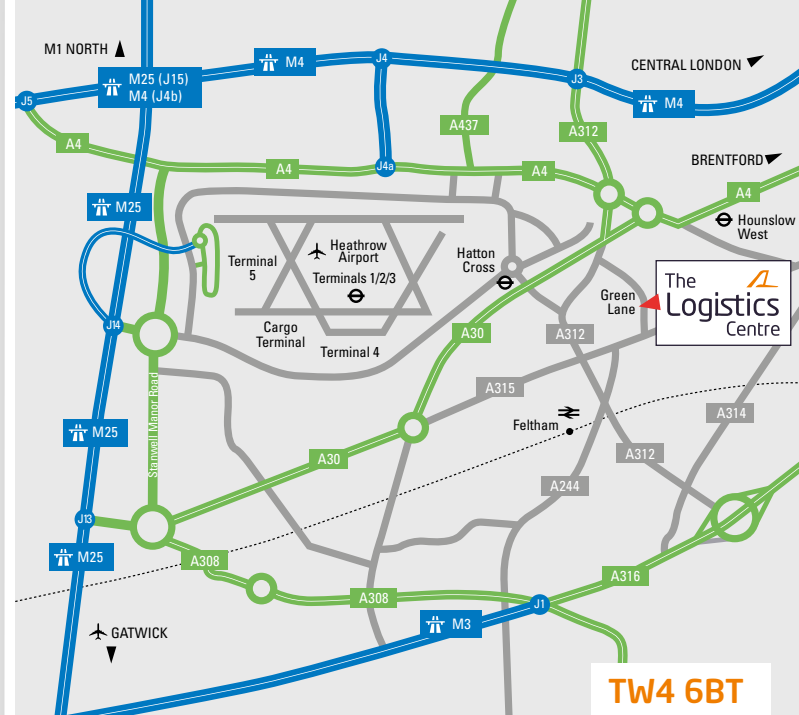 M1 NORTH
M4
J4
CENTRAL LONDON
M25 (J15)
M4 (J4b)
J5
J3
M4
A437
A312
A4
BRENTFORD
A4
J4a
A4
A4
M25
Hounslow
West
Heathrow
Airport
Terminal
5
Terminals 1/2/3
Hatton
Cross
Green
Lane
The
Logistics
Centre
J14
Cargo
Terminal
Terminal 4
A30
A312
Stanwell Manor Road
A315
A314
M25
Feltham
A30
A312
A244
J13
M25
A308
A316
A308
J1
M3
GATWICK
TW4 6BT